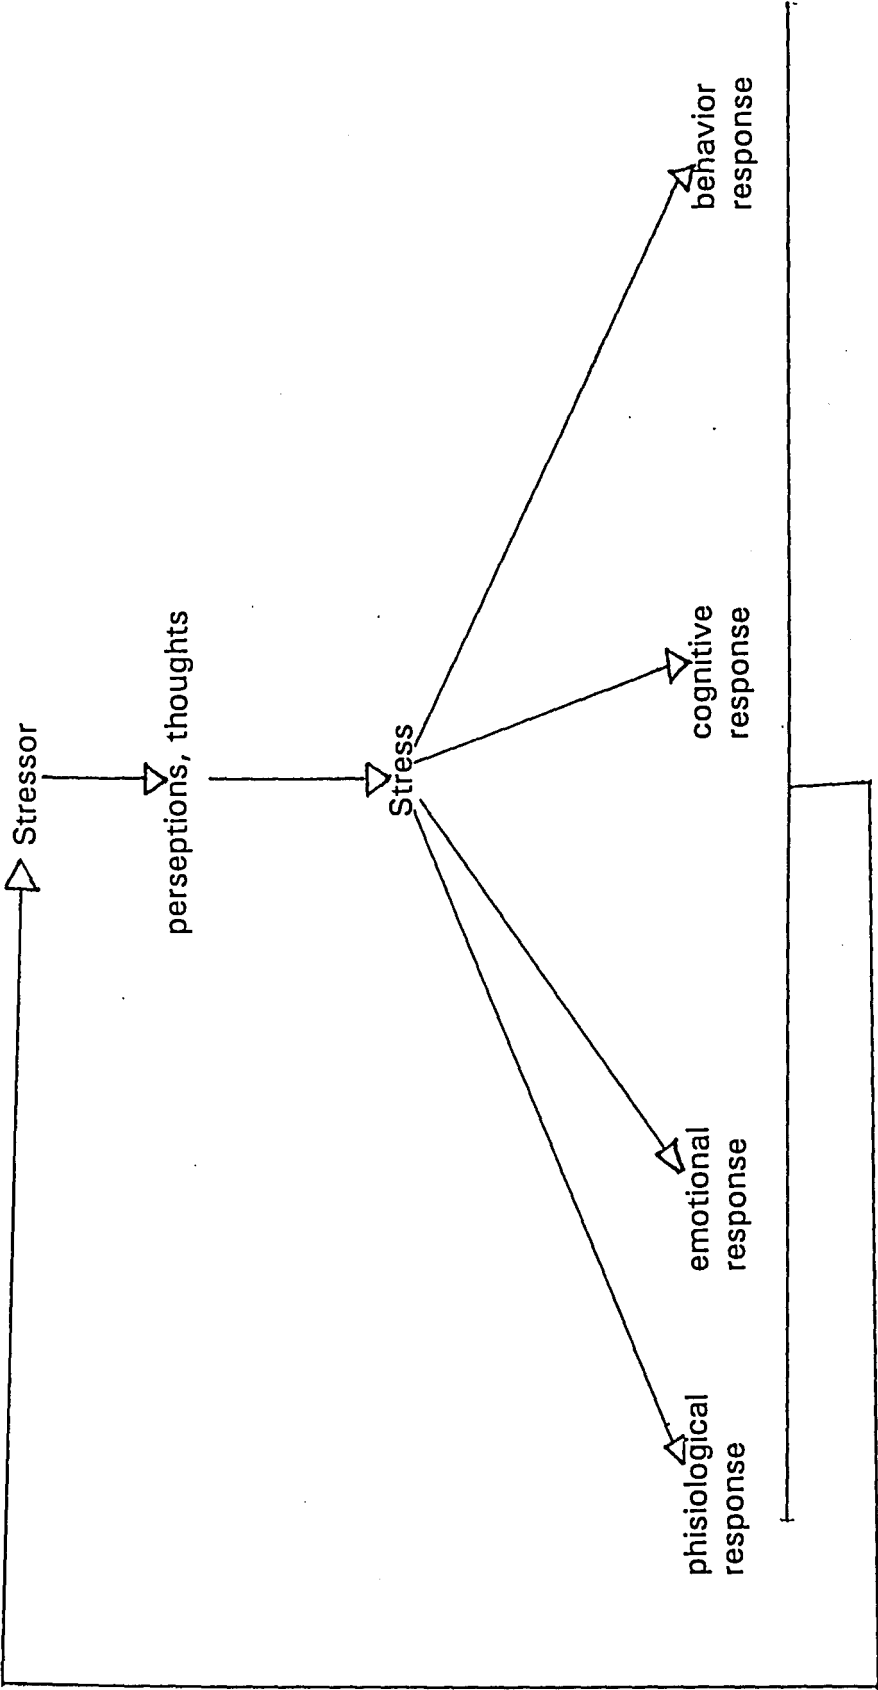 Stressor
perseptions, thoughts
Stress
phisiological
response
emotional
response
cognitive
response
behavior
response